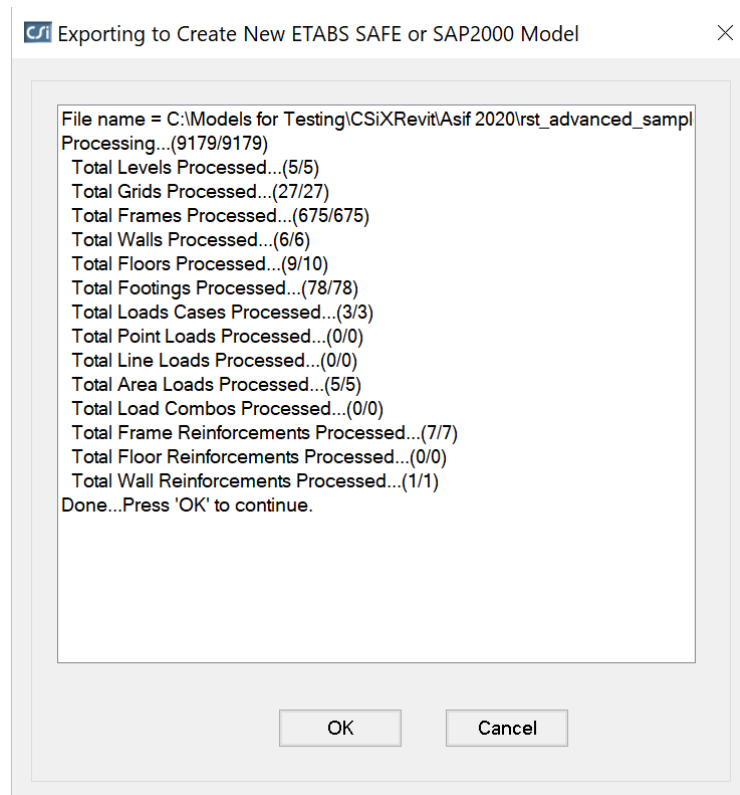 CSi Exporting to Create New ETABS SAFE or SAP2000 Model
File name = C:\Models for Testing\CSiXRevit\Asif 2020\rst_advanced_sampl
Processing...(9179/9179)
Total Levels Processed...(5/5)
Total Grids Processed...(27/27)
Total Frames Processed...(675/675)
Total Walls Processed...(6/6)
Total Floors Processed...(9/10)
Total Footings Processed...(78/78)
Total Loads Cases Processed...(3/3)
Total Point Loads Processed...(0/0)
Total Line Loads Processed...(0/0)
Total Area Loads Processed...(5/5)
Total Load Combos Processed...(0/0)
Total Frame Reinforcements Processed...(7/7)
Total Floor Reinforcements Processed...(0/0)
Total Wall Reinforcements Processed...(1/1)
Done...Press 'OK' to continue.
OK Cancel